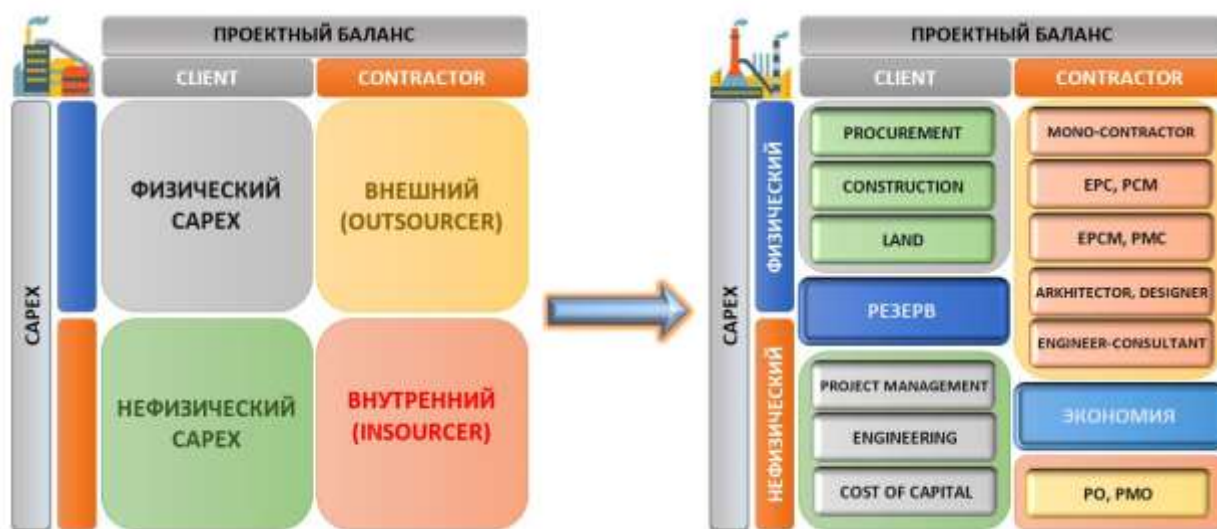 ПРОЕКТНЫЙ БАЛАНС
CLIENT
CONTRACTOR
CAPEX
ФИЗИЧЕСКИЙ
CAPEX
ВНЕШНИЙ
(OUTSOURCER)
НЕФИЗИЧЕСКИЙ
CAPEX
ВНУТРЕННИЙ
(INSOURCER)
ПРОЕКТНЫЙ БАЛАНС
CLIENT
CONTRACTOR
CAPEX
ФИЗИЧЕСКИЙ
НЕФИЗИЧЕСКИЙ
PROCUREMENT
CONSTRUCTION
LAND
РЕЗЕРВ
PROJECT MANAGEMENT
ENGINEERING
COST OF CAPITAL
MONO-CONTRACTOR
EPC, PCM
EPCM, PMC
ARKHITECTOR, DESIGNER
ENGINEER-CONSULTANT
ЭКОНОМИЯ
PO, PMO